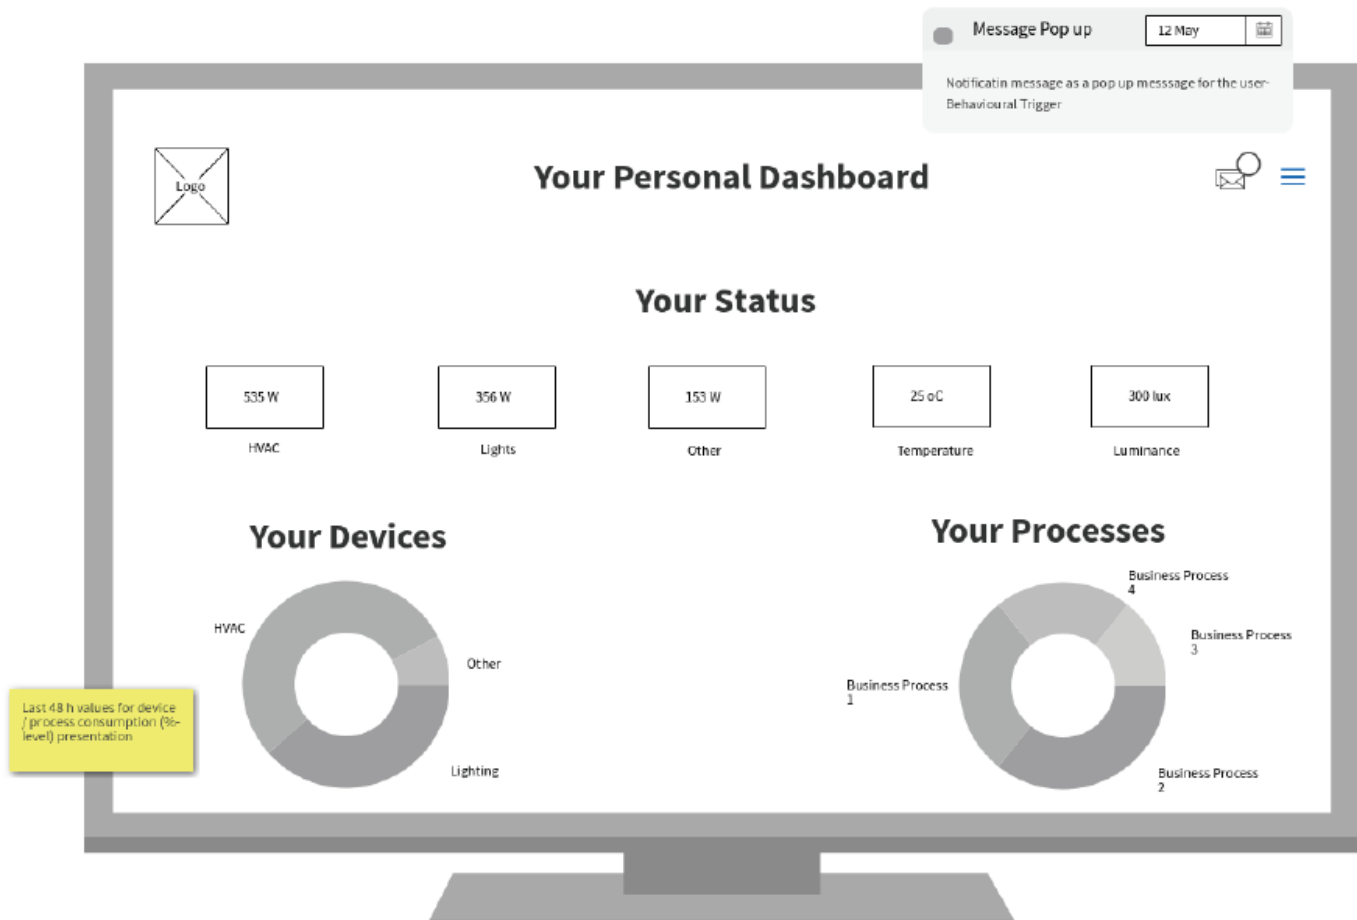 Message Pop up
12 May
Notificatin message as a pop up messsage for the user-
Behavioural Trigger
Logo
Your Personal Dashboard
Your Status
535 W
356 W
153 W
25 oC
300 lux
HVAC
Lights
Other
Temperature
Luminance
Your Devices
Your Processes
HVAC
Other
Lighting
Business Process
4
Business Process
3
Business Process
1
Business Process
2
Last 48 h values for device
/ process consumption (%-
level) presentation